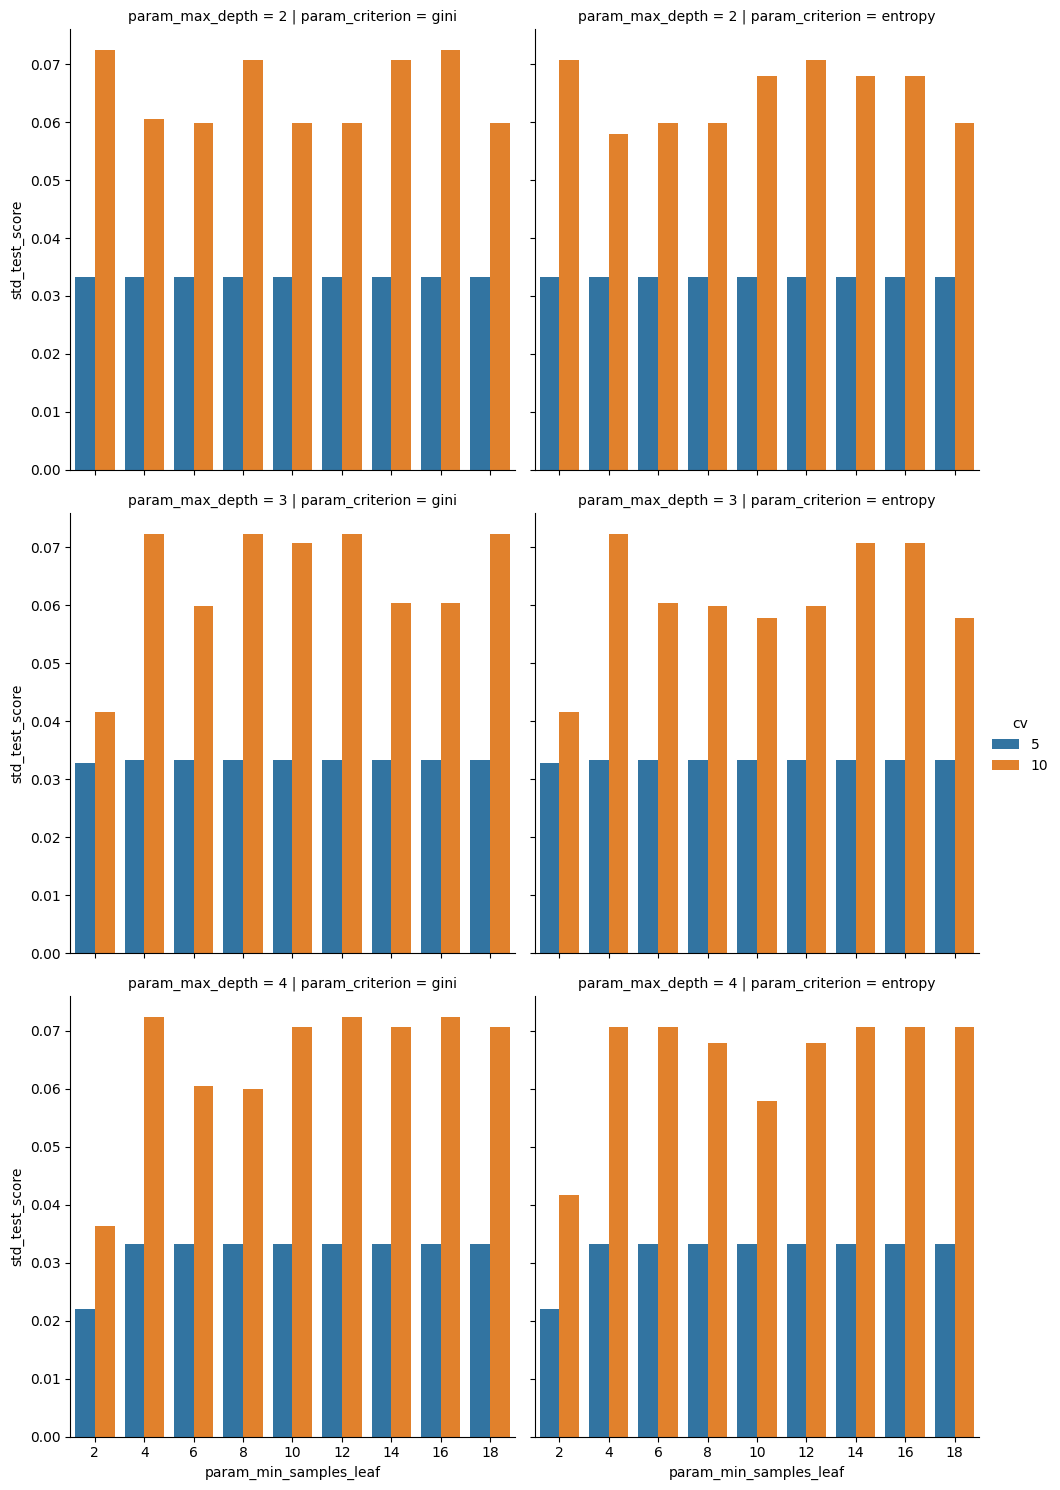 param_max_depth = 2 | param_criterion = gini
param_max_depth = 2 | param_criterion = entropy
0.07
0.06
0.05
0.04
0.03
0.02
0.01
0.00
std_test_score
param_max_depth = 3 | param_criterion = gini
param_max_depth = 3 | param_criterion = entropy
0.07
0.06
0.05
0.04
0.03
0.02
0.01
0.00
std_test_score
cv
5
10
param_max_depth = 4 | param_criterion = gini
param_max_depth = 4 | param_criterion = entropy
0.07
0.06
0.05
0.04
0.03
0.02
0.01
0.00
std_test_score
2 4 6 8 10 12 14 16 18
2 4 6 8 10 12 14 16 18
param_min_samples_leaf
param_min_samples_leaf